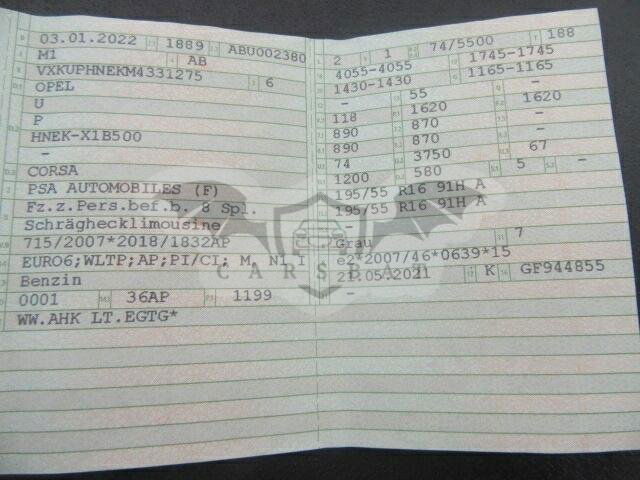 03.01.2022 1889 ABU002380
M1 AB
VXKUPHNEKM4331275 6
OPEL
U
P
HNEK-X1B500
–
CORSA
PSA AUTOMOBILES (F)
Fz.z.Pers.bef.b. 8 Spl.
Schräghecklimousine
715/2007*2018/1832AP
EURO6;WLTP;AP;PI/CI; M, N1 I
Benzin
0001 36AP 1199
WW.AHK LT.EGTG*
2 1 74/5500 188
4055-4055 1745-1745
1430-1430 1165-1165
– 55 –
118 1620 1620
890 870 –
890 870 –
74 3750 67
1200 580 5 –
195/55 R16 91H A
195/55 R16 91H A
–
Grau 7
e2*2007/46*0639*15
21.05.2021 K GF944855
–
CARSBAT